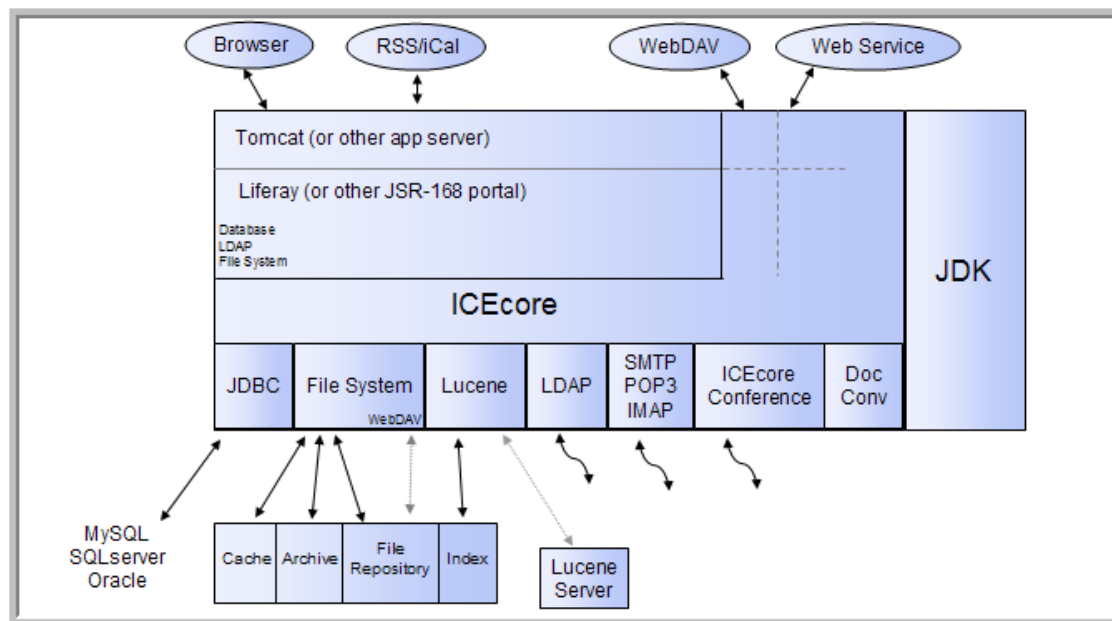 Browser
RSS/iCal
WebDAV
Web Service
Tomcat (or other app server)
Liferay (or other JSR-168 portal)
Database
LDAP
File System
ICEcore
JDK
JDBC
File System
WebDAV
Lucene
LDAP
SMTP
POP3
IMAP
ICEcore
Conference
Doc
Conv
MySQL
SQLserver
Oracle
Cache
Archive
File
Repository
Index
Lucene
Server